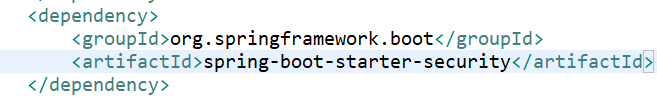 <dependency>
<groupId>org.springframework.boot</groupId>
<artifactId>spring-boot-starter-security</artifactId>
</dependency>